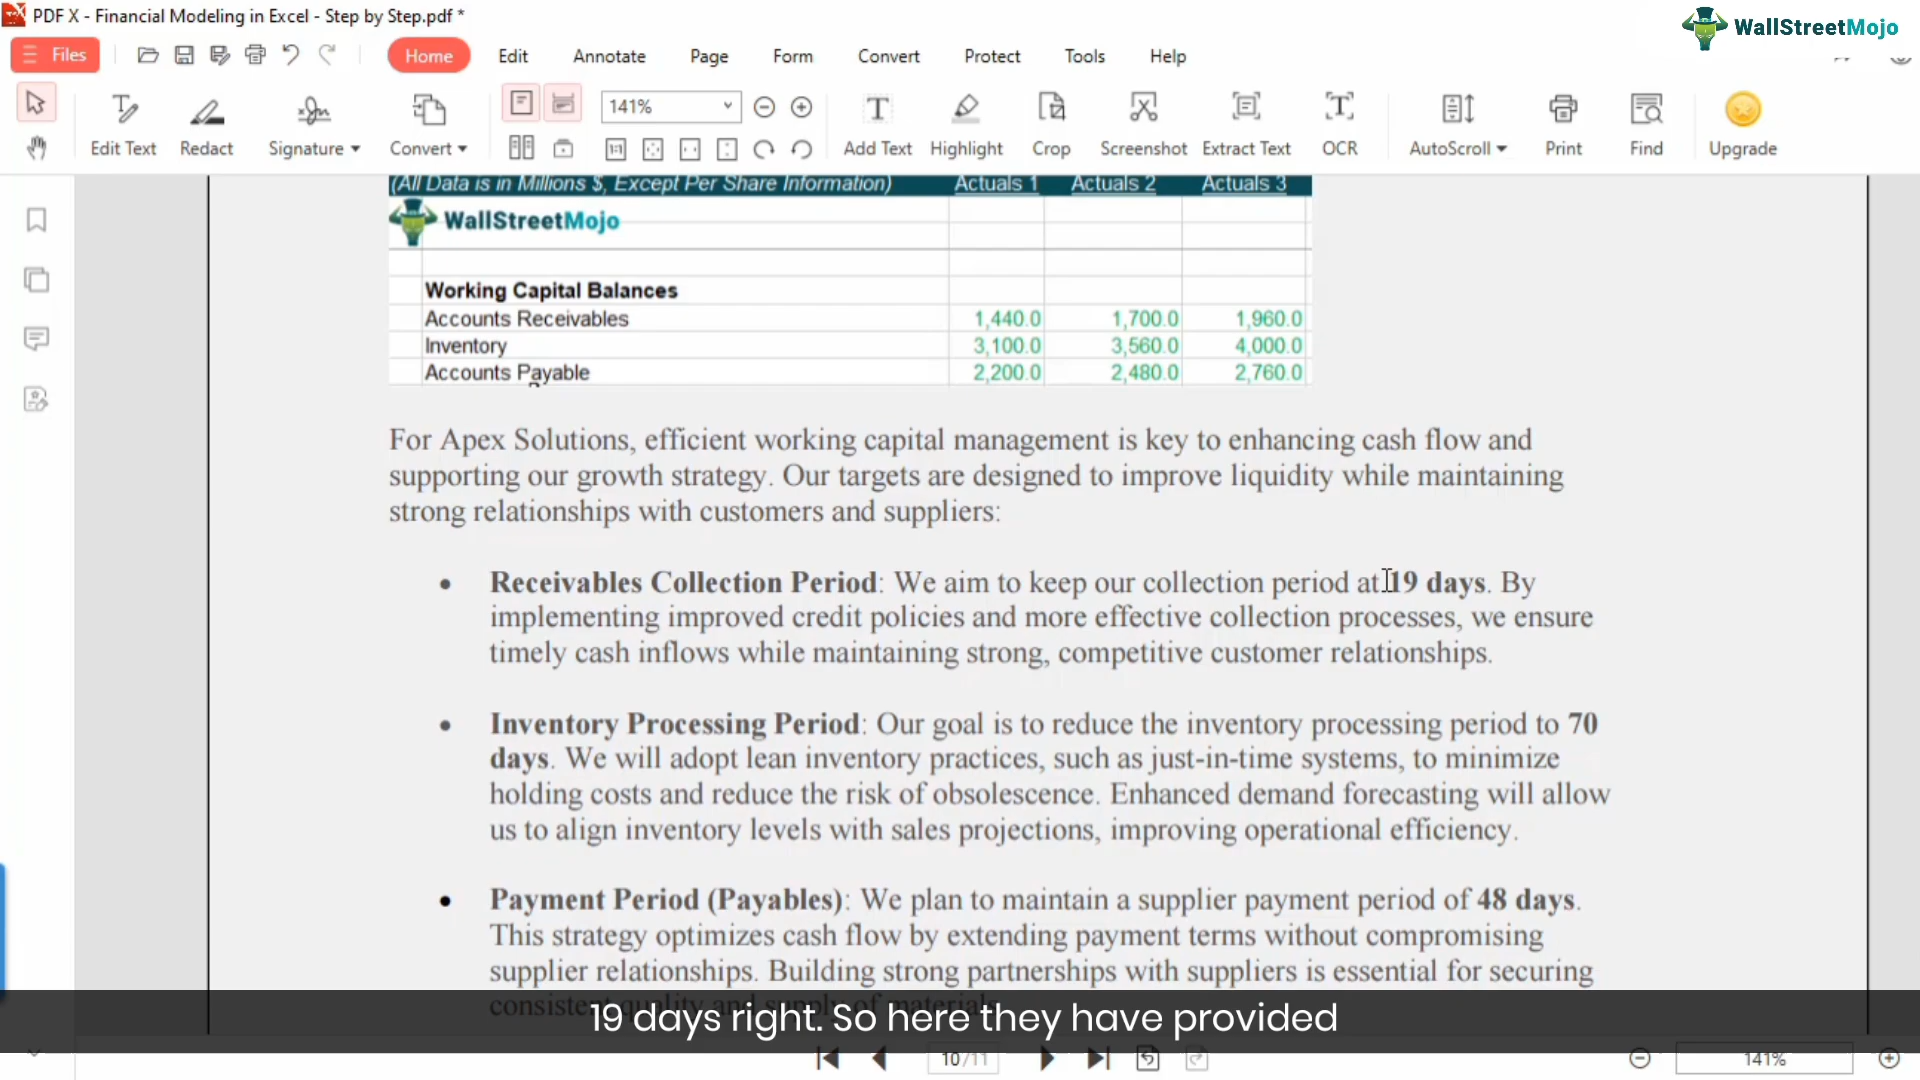 PDF X - Financial Modeling in Excel - Step by Step.pdf *
WallStreetMojo
Files Home Edit Annotate Page Form Convert Protect Tools Help
141%
Edit Text Redact Signature Convert Add Text Highlight Crop Screenshot Extract Text OCR AutoScroll Print Find Upgrade
(All Data is in Millions $, Except Per Share Information) Actuals 1 Actuals 2 Actuals 3
WallStreetMojo
Working Capital Balances
Accounts Receivables 1,440.0 1,700.0 1,960.0
Inventory 3,100.0 3,560.0 4,000.0
Accounts Payable 2,200.0 2,480.0 2,760.0
For Apex Solutions, efficient working capital management is key to enhancing cash flow and
supporting our growth strategy. Our targets are designed to improve liquidity while maintaining
strong relationships with customers and suppliers:
• Receivables Collection Period: We aim to keep our collection period at 19 days. By
implementing improved credit policies and more effective collection processes, we ensure
timely cash inflows while maintaining strong, competitive customer relationships.
• Inventory Processing Period: Our goal is to reduce the inventory processing period to 70
days. We will adopt lean inventory practices, such as just-in-time systems, to minimize
holding costs and reduce the risk of obsolescence. Enhanced demand forecasting will allow
us to align inventory levels with sales projections, improving operational efficiency.
• Payment Period (Payables): We plan to maintain a supplier payment period of 48 days.
This strategy optimizes cash flow by extending payment terms without compromising
supplier relationships. Building strong partnerships with suppliers is essential for securing
consistent quality and supply of materials.
19 days right. So here they have provided
10/11
141%